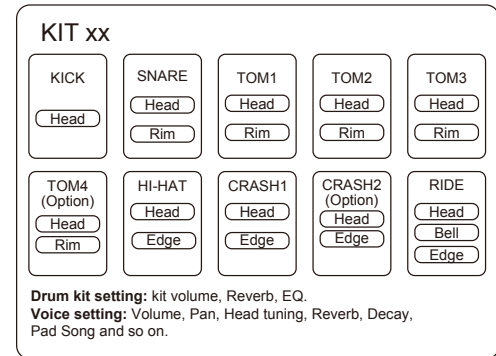 KIT xx
KICK
Head
SNARE
Head
Rim
TOM1
Head
Rim
TOM2
Head
Rim
TOM3
Head
Rim
TOM4
(Option)
Head
Rim
HI-HAT
Head
Edge
CRASH1
Head
Edge
CRASH2
(Option)
Head
Edge
RIDE
Head
Bell
Edge
Drum kit setting: kit volume, Reverb, EQ.
Voice setting: Volume, Pan, Head tuning, Reverb, Decay,
Pad Song and so on.